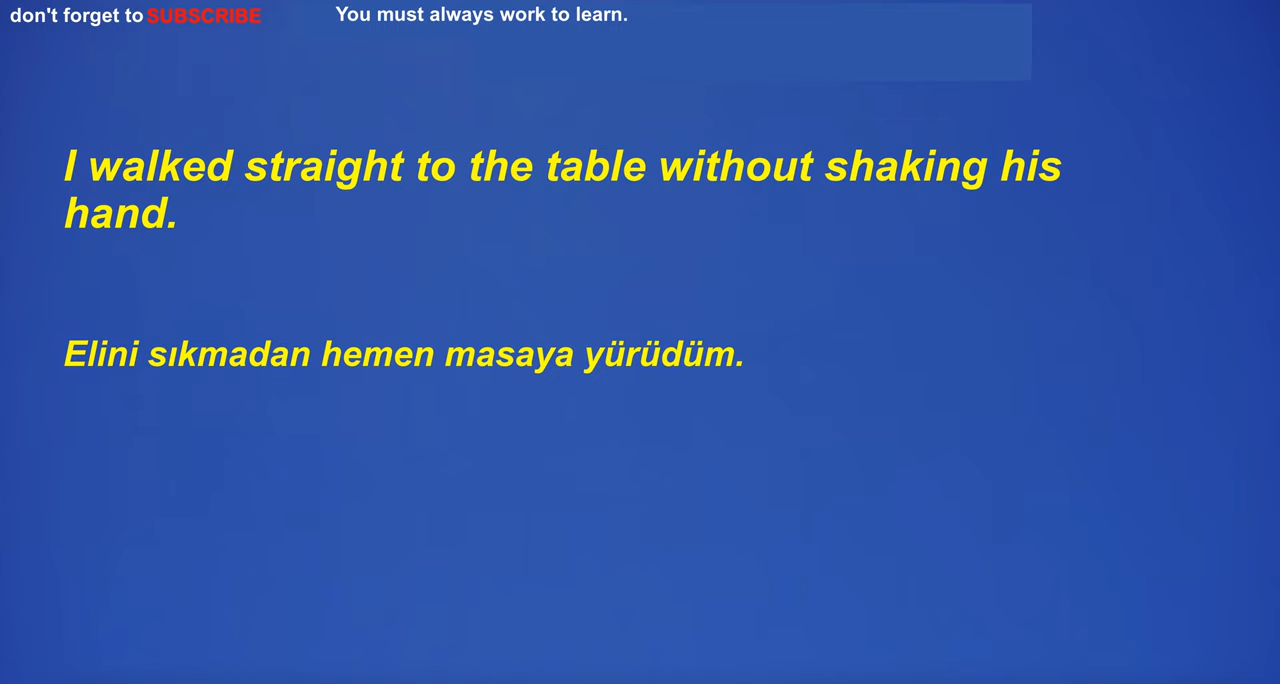 don't forget to SUBSCRIBE
You must always work to learn.
I walked straight to the table without shaking his
hand.
Elini sıkmadan hemen masaya yürüdüm.